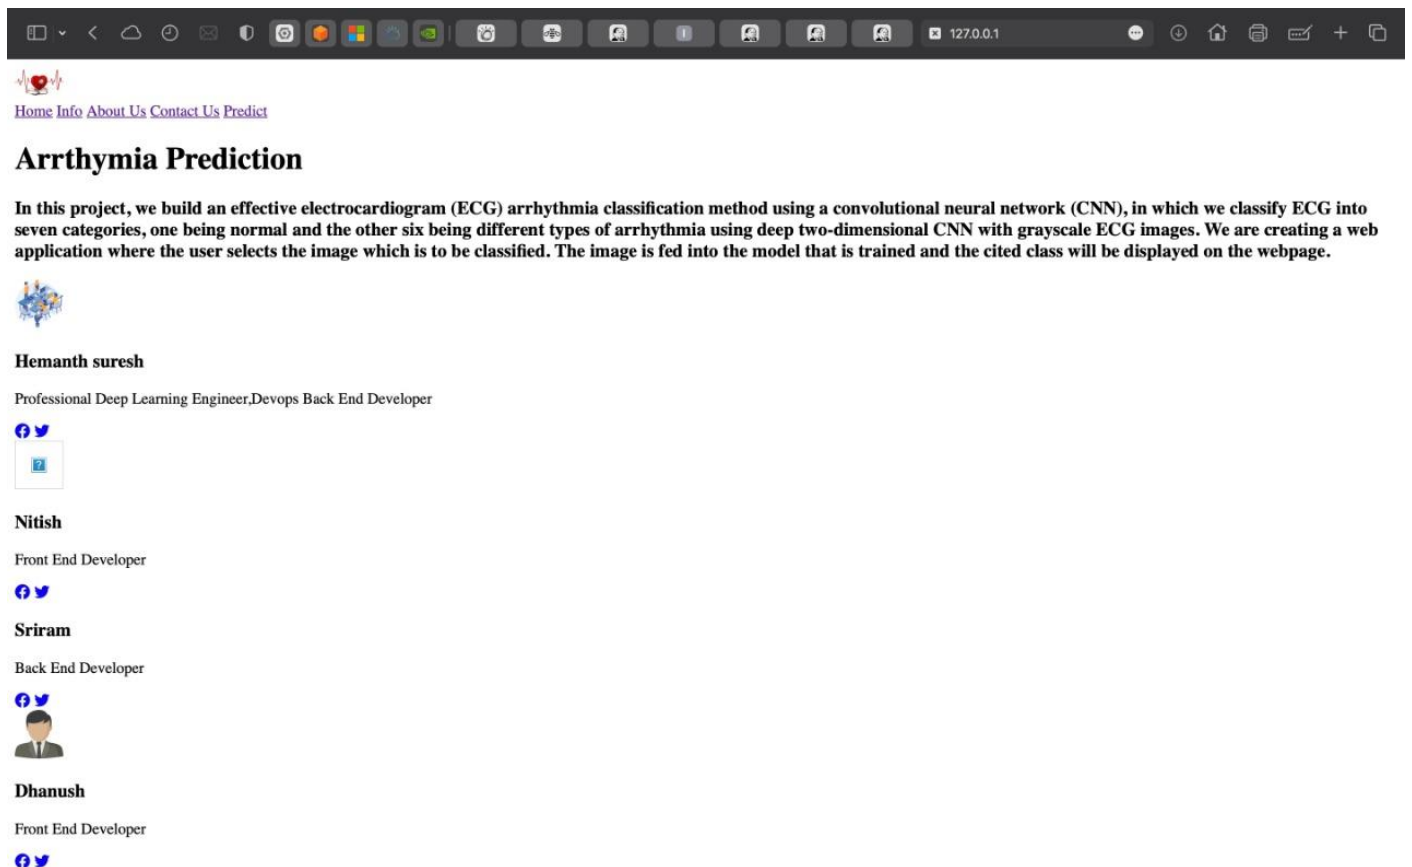 127.0.0.1
Home Info About Us Contact Us Predict
Arrthymia Prediction
In this project, we build an effective electrocardiogram (ECG) arrhythmia classification method using a convolutional neural network (CNN), in which we classify ECG into
seven categories, one being normal and the other six being different types of arrhythmia using deep two-dimensional CNN with grayscale ECG images. We are creating a web
application where the user selects the image which is to be classified. The image is fed into the model that is trained and the cited class will be displayed on the webpage.
Hemanth suresh
Professional Deep Learning Engineer,Devops Back End Developer
Nitish
Front End Developer
Sriram
Back End Developer
Dhanush
Front End Developer